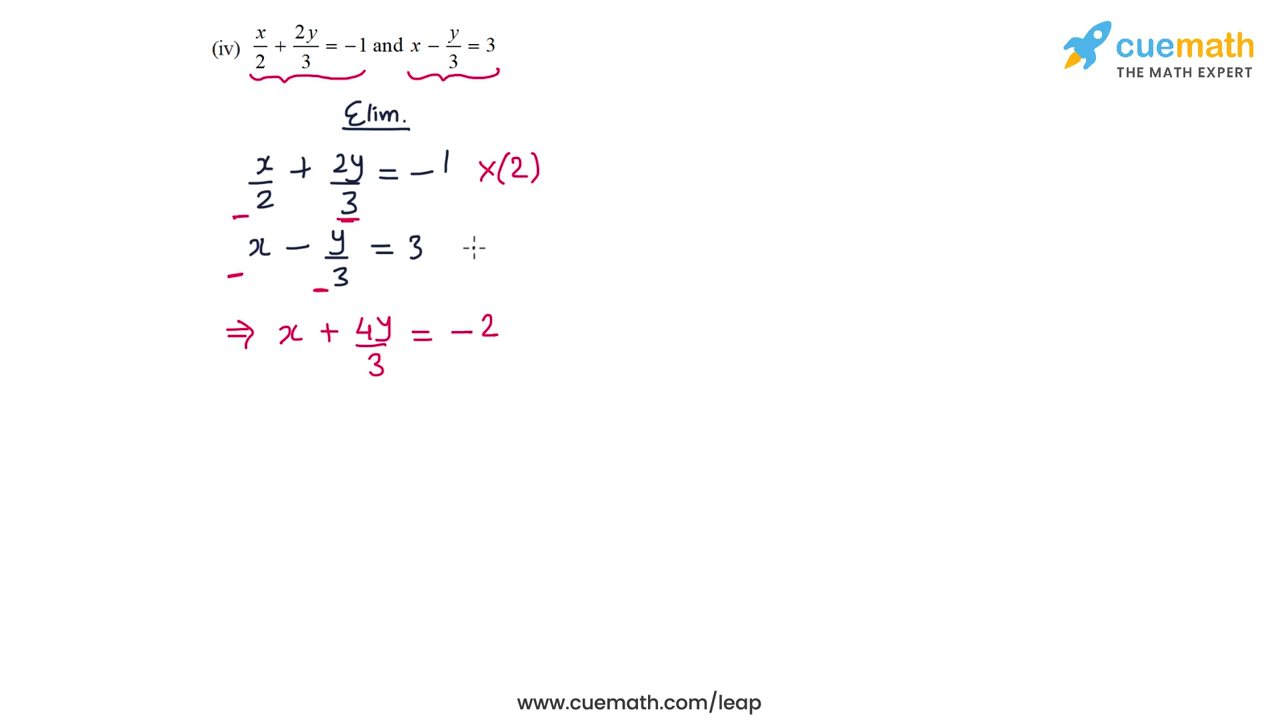 (iv) x/2 + 2y/3 = −1 and x − y/3 = 3
cuemath
THE MATH EXPERT
Elim.
x/2 + 2y/3 = −1 ×(2)
x − y/3 = 3
⇒ x + 4y/3 = −2
www.cuemath.com/leap